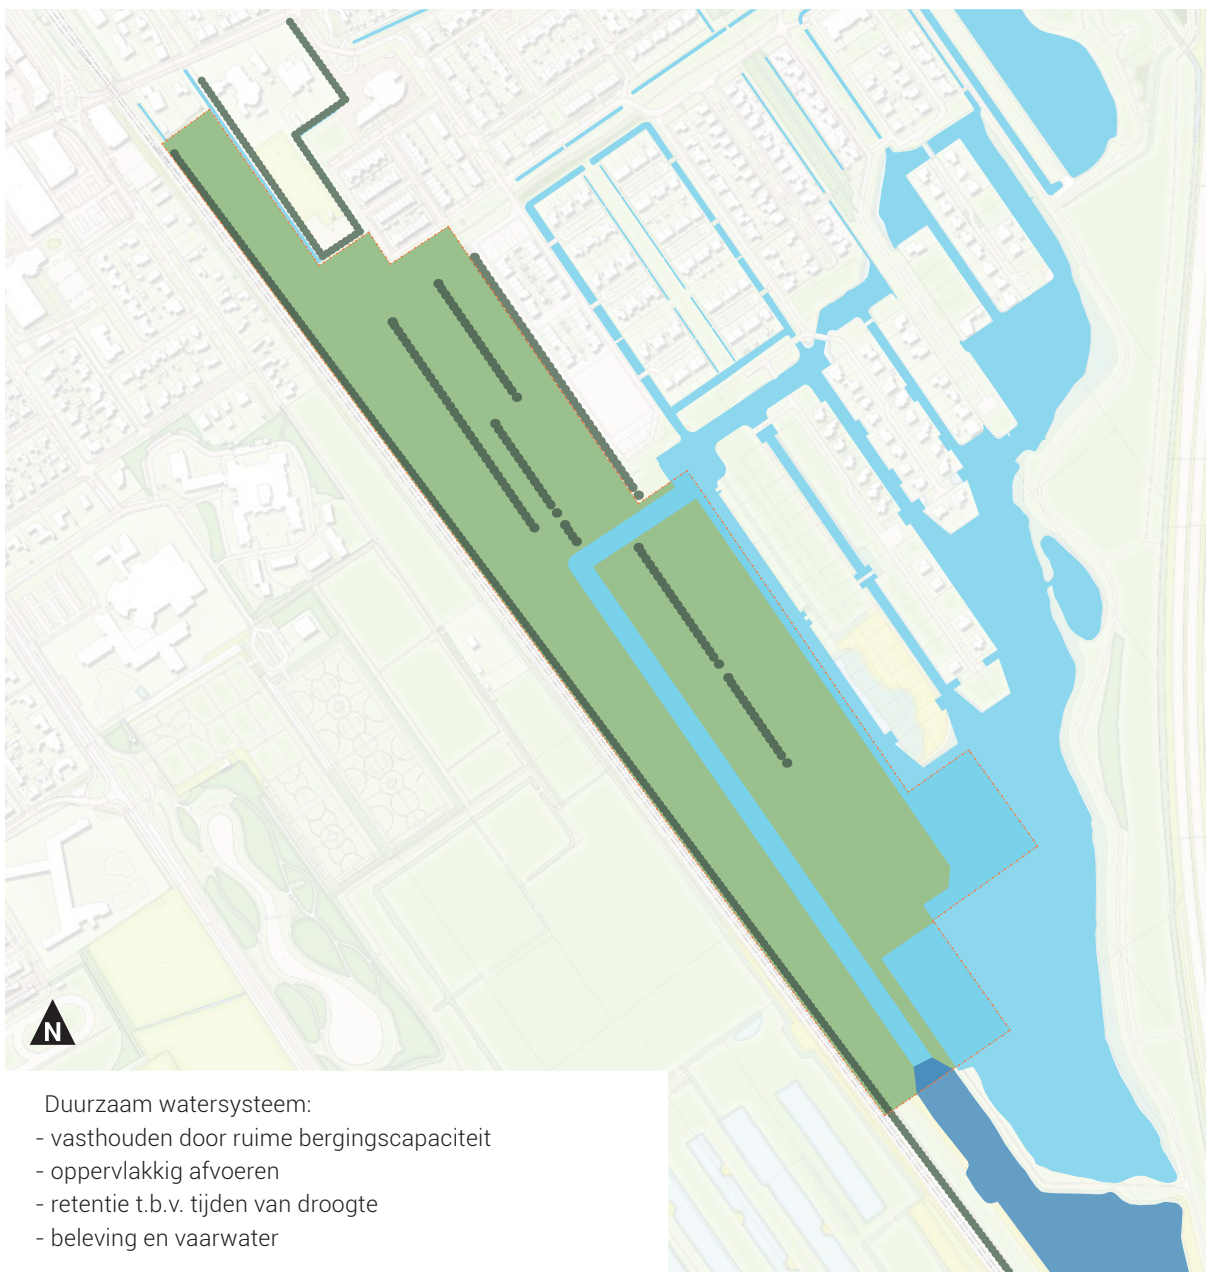 N
Duurzaam watersysteem:
- vasthouden door ruime bergingscapaciteit
- oppervlakkig afvoeren
- retentie t.b.v. tijden van droogte
- beleving en vaarwater